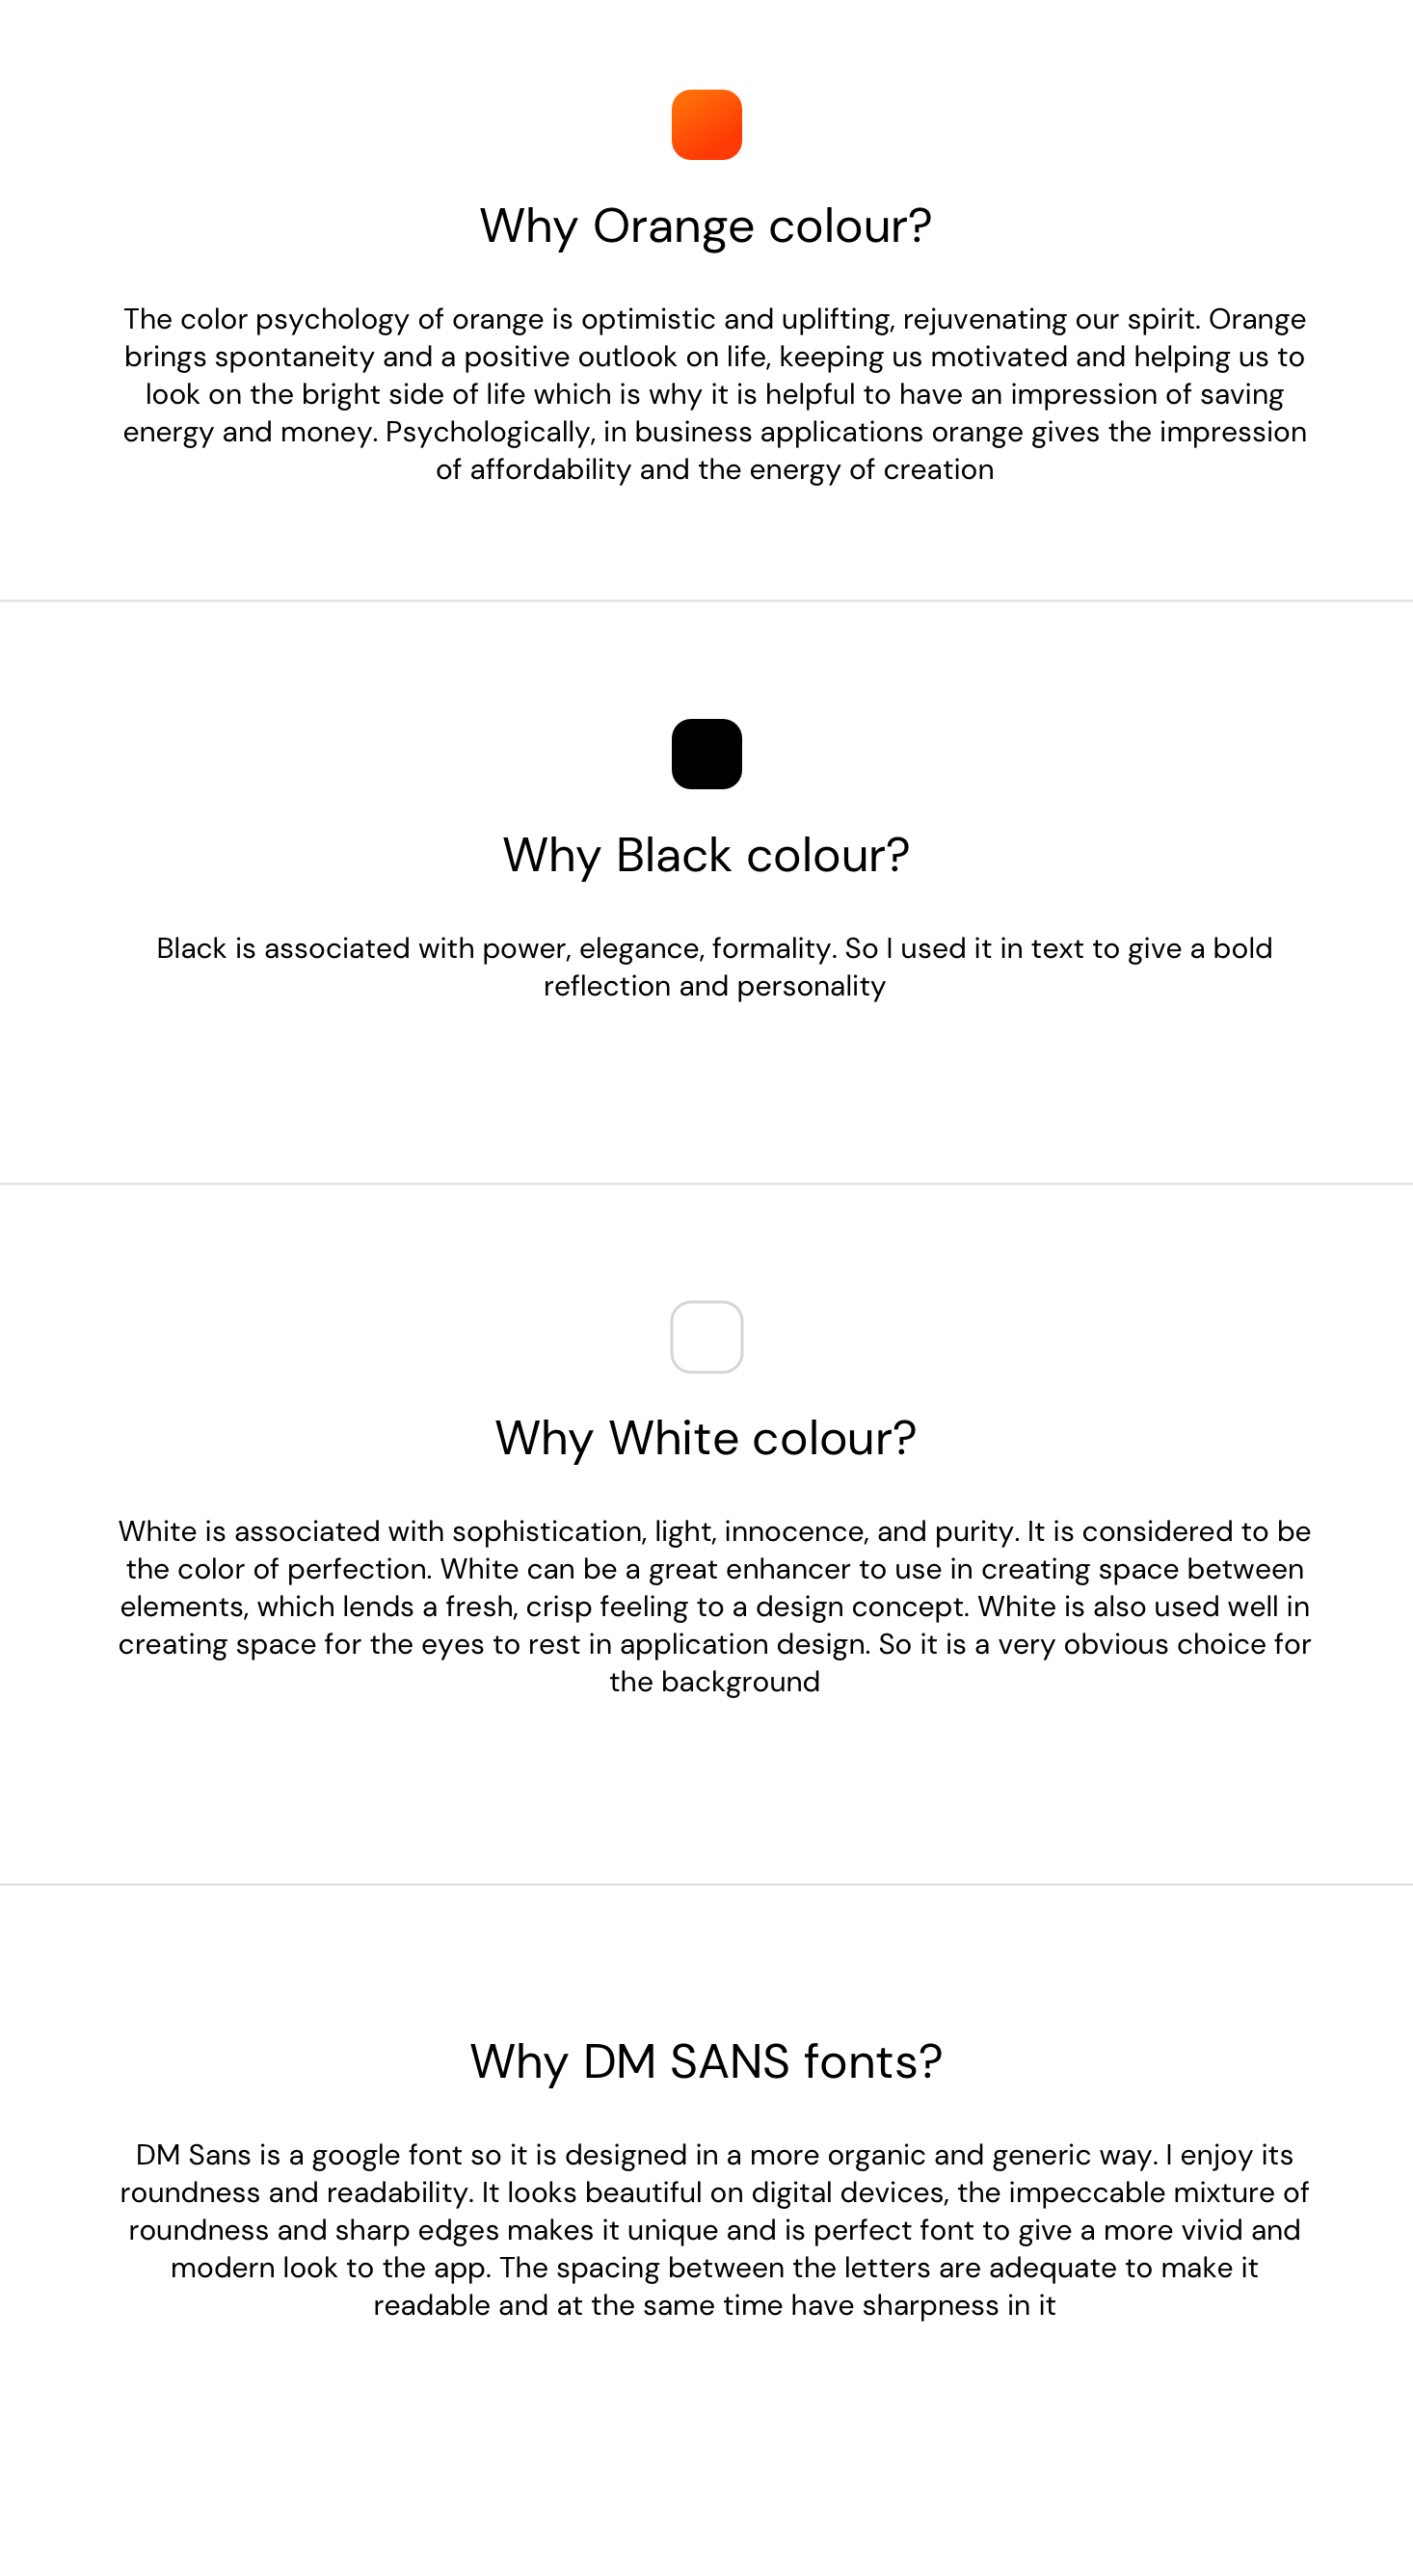 Why Orange colour?
The color psychology of orange is optimistic and uplifting, rejuvenating our spirit. Orange
brings spontaneity and a positive outlook on life, keeping us motivated and helping us to
look on the bright side of life which is why it is helpful to have an impression of saving
energy and money. Psychologically, in business applications orange gives the impression
of affordability and the energy of creation
Why Black colour?
Black is associated with power, elegance, formality. So I used it in text to give a bold
reflection and personality
Why White colour?
White is associated with sophistication, light, innocence, and purity. It is considered to be
the color of perfection. White can be a great enhancer to use in creating space between
elements, which lends a fresh, crisp feeling to a design concept. White is also used well in
creating space for the eyes to rest in application design. So it is a very obvious choice for
the background
Why DM SANS fonts?
DM Sans is a google font so it is designed in a more organic and generic way. I enjoy its
roundness and readability. It looks beautiful on digital devices, the impeccable mixture of
roundness and sharp edges makes it unique and is perfect font to give a more vivid and
modern look to the app. The spacing between the letters are adequate to make it
readable and at the same time have sharpness in it